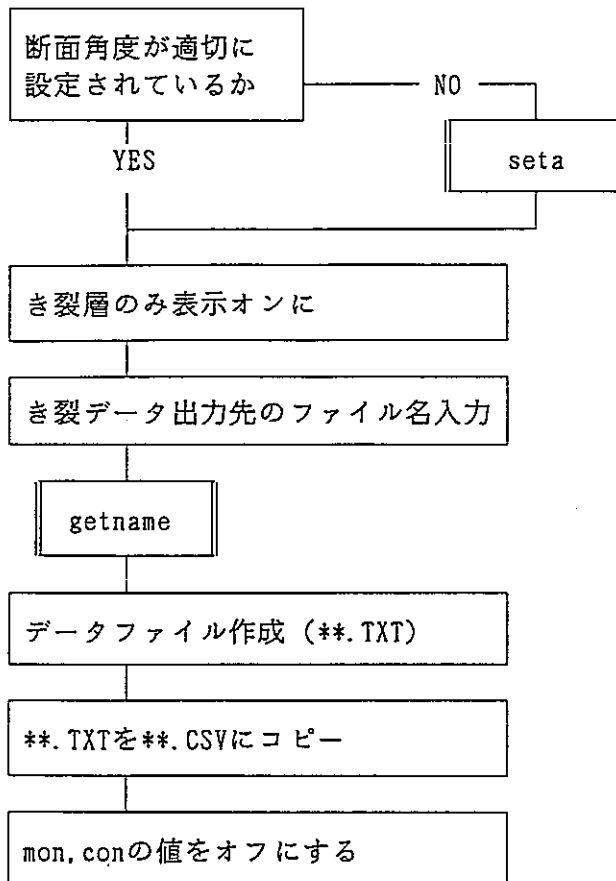 断面角度が適切に
設定されているか
NO
YES
seta
き裂層のみ表示オンに
き裂データ出力先のファイル名入力
getname
データファイル作成 (**.TXT)
**.TXTを**.CSVにコピー
mon,conの値をオフにする